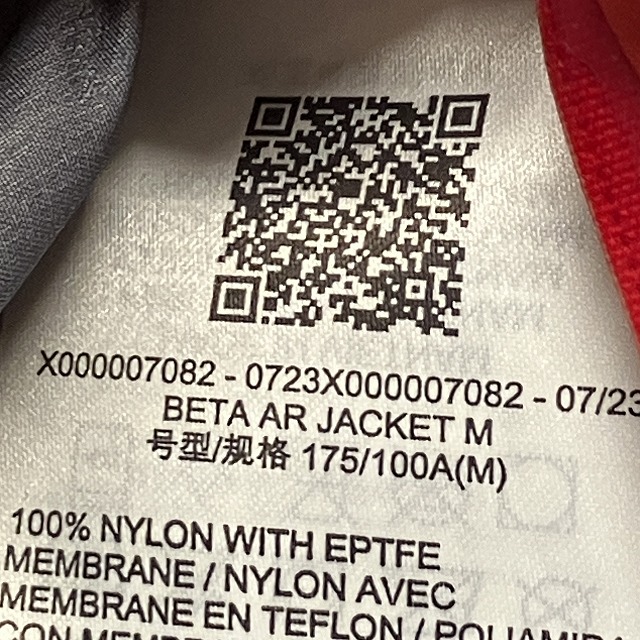 X000007082 - 0723X000007082 - 07/23
BETA AR JACKET M
号型/规格 175/100A(M)
100% NYLON WITH EPTFE
MEMBRANE / NYLON AVEC
MEMBRANE EN TEFLON /
CON